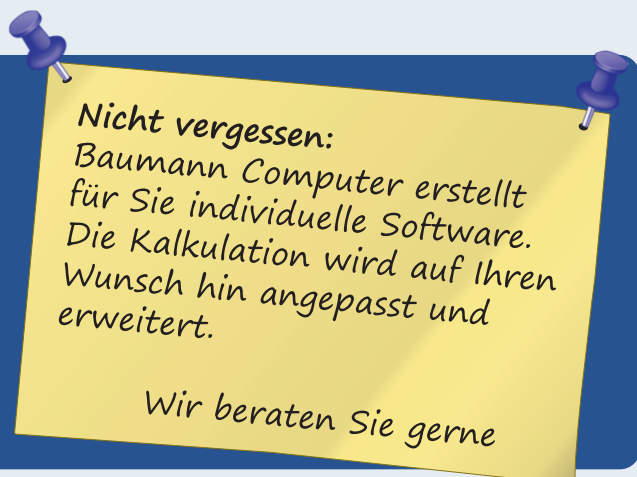 Nicht vergessen:
Baumann Computer erstellt
für Sie individuelle Software.
Die Kalkulation wird auf Ihren
Wunsch hin angepasst und
erweitert.
Wir beraten Sie gerne